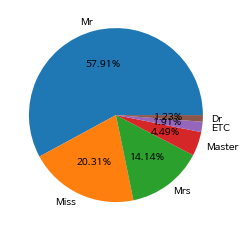 Mr
57.91%
1.23%
Dr
1.91%
ETC
4.49%
Master
20.31%
14.14%
Mrs
Miss